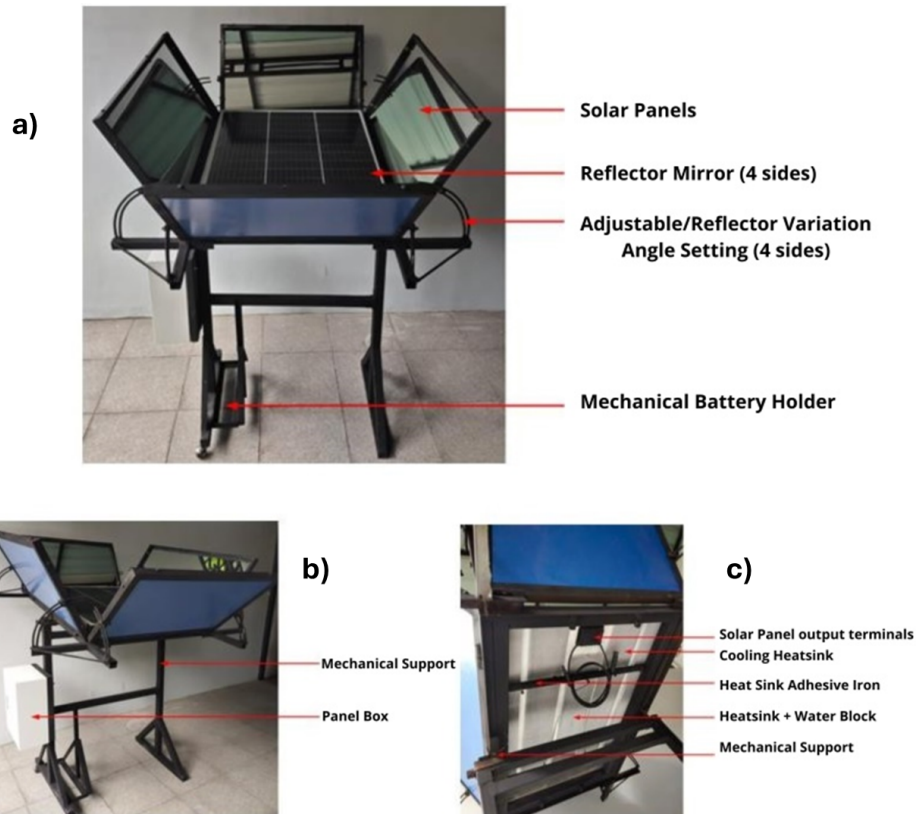 a)
Solar Panels
Reflector Mirror (4 sides)
Adjustable/Reflector Variation
Angle Setting (4 sides)
Mechanical Battery Holder
b)
Mechanical Support
Panel Box
c)
Solar Panel output terminals
Cooling Heatsink
Heat Sink Adhesive Iron
Heatsink + Water Block
Mechanical Support